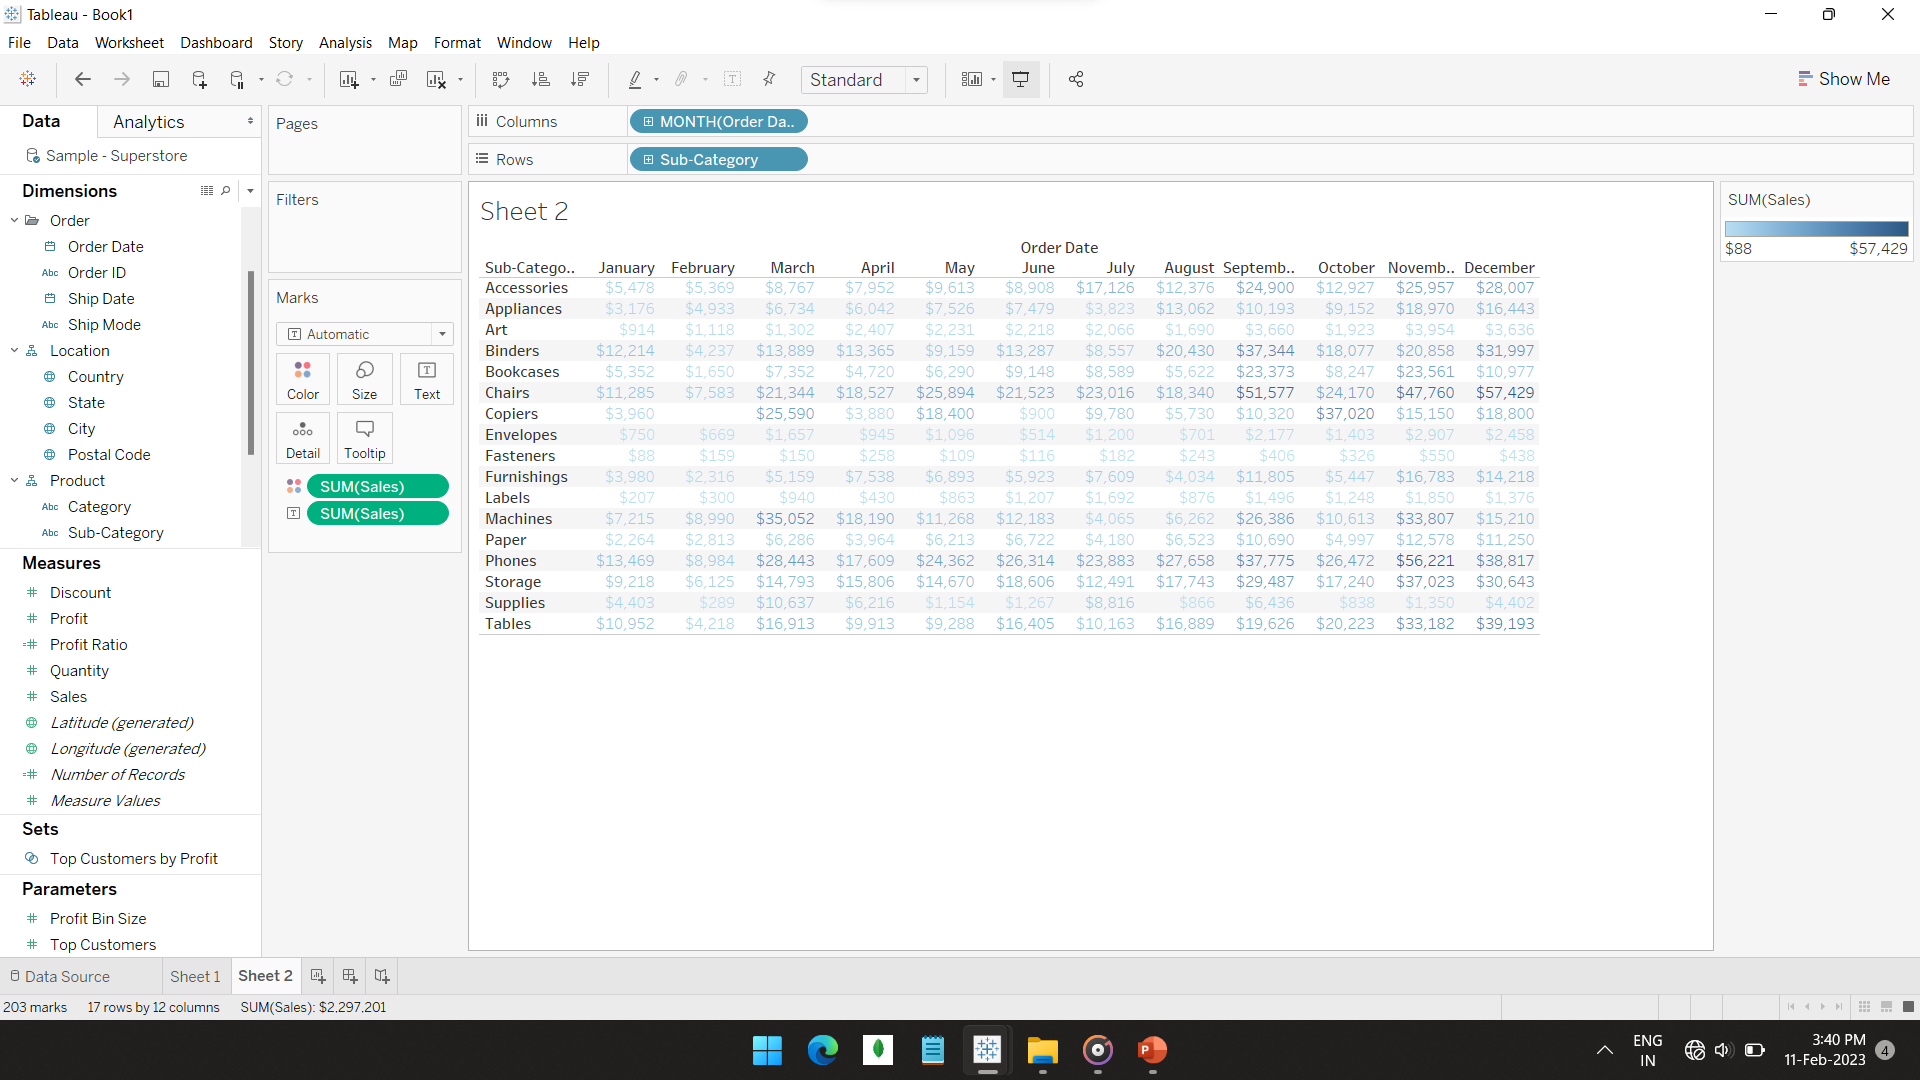 Tableau - Book1
File Data Worksheet Dashboard Story Analysis Map Format Window Help
Standard
Show Me
Data Analytics
Sample - Superstore
Dimensions
Order
Order Date
Abc Order ID
Ship Date
Abc Ship Mode
Location
Country
State
City
Postal Code
Product
Abc Category
Abc Sub-Category
Measures
Discount
Profit
Profit Ratio
Quantity
Sales
Latitude (generated)
Longitude (generated)
Number of Records
Measure Values
Sets
Top Customers by Profit
Parameters
Profit Bin Size
Top Customers
Pages
Filters
Marks
Automatic
Color Size Text
Detail Tooltip
SUM(Sales)
SUM(Sales)
Columns MONTH(Order Da..
Rows Sub-Category
Sheet 2
Order Date
Sub-Catego.. January February March April May June July August Septemb.. October Novemb.. December
Accessories $5,478 $5,369 $8,767 $7,952 $9,613 $8,908 $17,126 $12,376 $24,900 $12,927 $25,957 $28,007
Appliances $3,176 $4,933 $6,734 $6,042 $7,526 $7,479 $3,823 $13,062 $10,193 $9,152 $18,970 $16,443
Art $914 $1,118 $1,302 $2,407 $2,231 $2,218 $2,066 $1,690 $3,660 $1,923 $3,954 $3,636
Binders $12,214 $4,237 $13,889 $13,365 $9,159 $13,287 $8,557 $20,430 $37,344 $18,077 $20,858 $31,997
Bookcases $5,352 $1,650 $7,352 $4,720 $6,290 $9,148 $8,589 $5,622 $23,373 $8,247 $23,561 $10,977
Chairs $11,285 $7,583 $21,344 $18,527 $25,894 $21,523 $23,016 $18,340 $51,577 $24,170 $47,760 $57,429
Copiers $3,960 $25,590 $3,880 $18,400 $900 $9,780 $5,730 $10,320 $37,020 $15,150 $18,800
Envelopes $750 $669 $1,657 $945 $1,096 $514 $1,200 $701 $2,177 $1,403 $2,907 $2,458
Fasteners $88 $159 $150 $258 $109 $116 $182 $243 $406 $326 $550 $438
Furnishings $3,980 $2,316 $5,159 $7,538 $6,893 $5,923 $7,609 $4,034 $11,805 $5,447 $16,783 $14,218
Labels $207 $300 $940 $430 $863 $1,207 $1,692 $876 $1,496 $1,248 $1,850 $1,376
Machines $7,215 $8,990 $35,052 $18,190 $11,268 $12,183 $4,065 $6,262 $26,386 $10,613 $33,807 $15,210
Paper $2,264 $2,813 $6,286 $3,964 $6,213 $6,722 $4,180 $6,523 $10,690 $4,997 $12,578 $11,250
Phones $13,469 $8,984 $28,443 $17,609 $24,362 $26,314 $23,883 $27,658 $37,775 $26,472 $56,221 $38,817
Storage $9,218 $6,125 $14,793 $15,806 $14,670 $18,606 $12,491 $17,743 $29,487 $17,240 $37,023 $30,643
Supplies $4,403 $289 $10,637 $6,216 $1,154 $1,267 $8,816 $866 $6,436 $838 $1,350 $4,402
Tables $10,952 $4,218 $16,913 $9,913 $9,288 $16,405 $10,163 $16,889 $19,626 $20,223 $33,182 $39,193
SUM(Sales)
$88 $57,429
Data Source Sheet 1 Sheet 2
203 marks 17 rows by 12 columns SUM(Sales): $2,297,201
P
ENG
IN
3:40 PM
11-Feb-2023
4